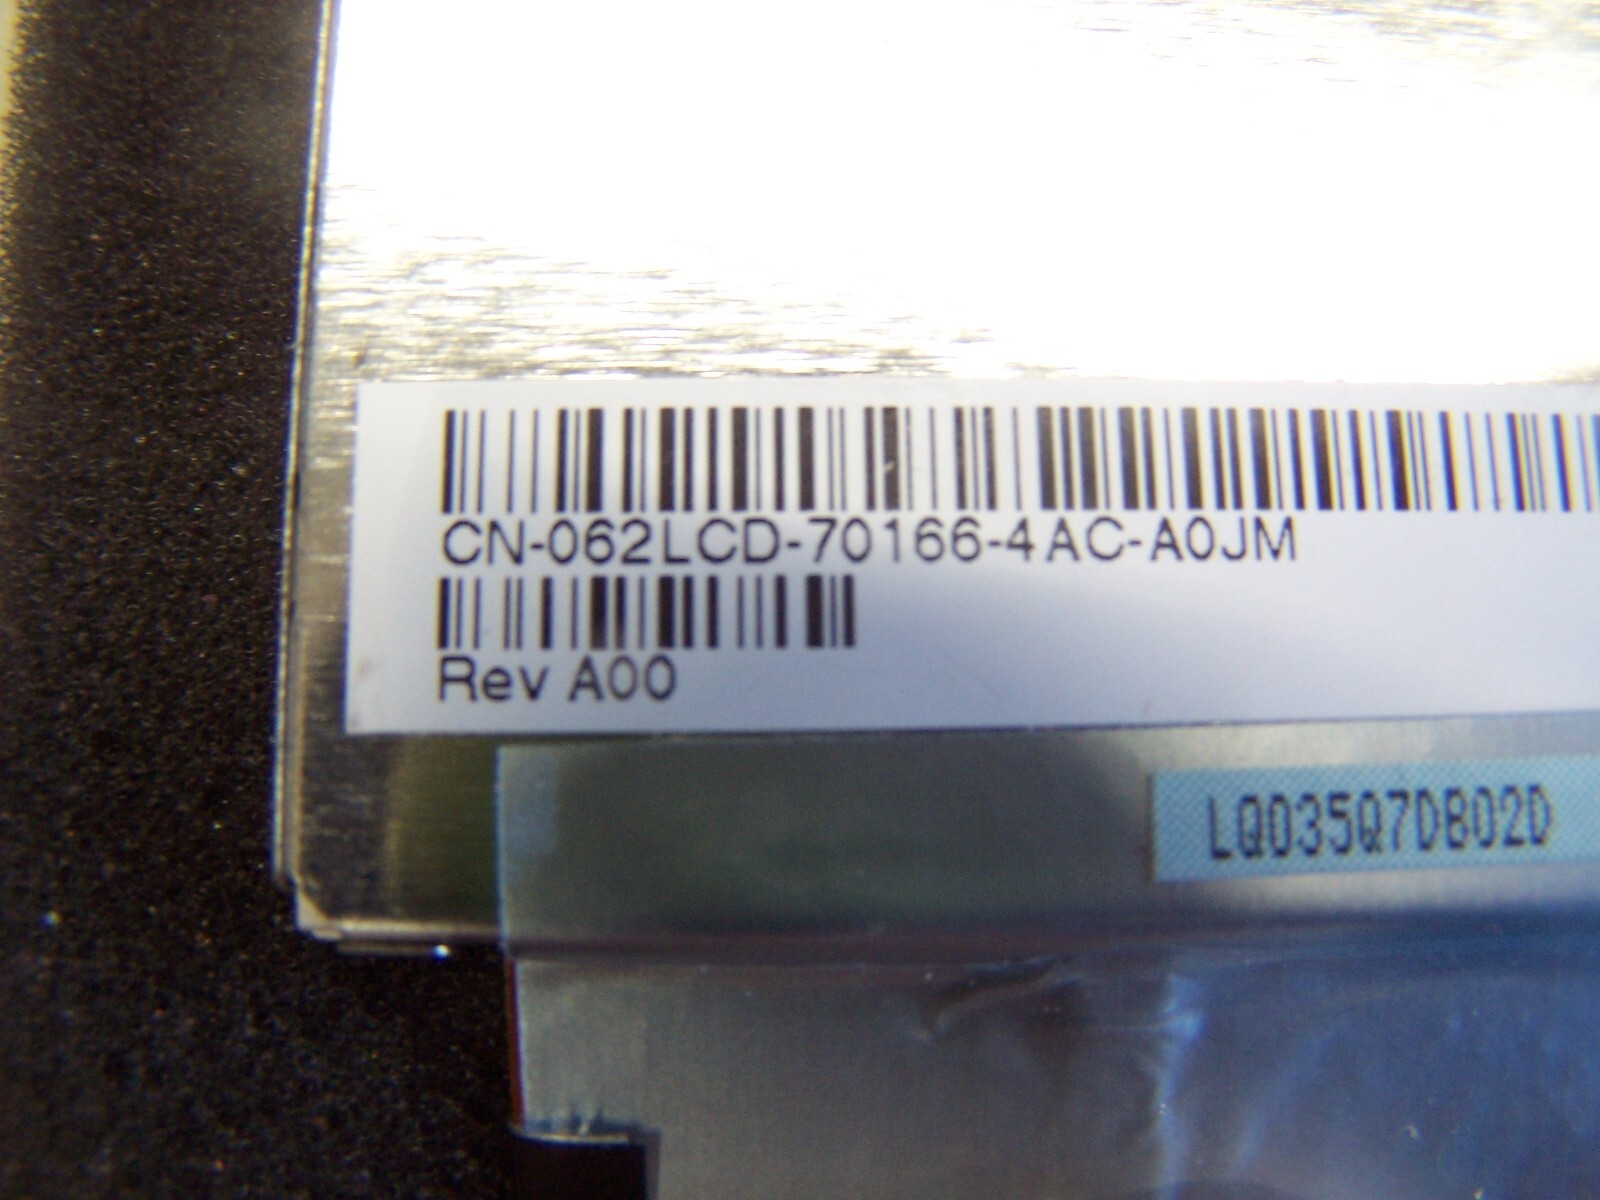 CN-062LCD-70166-4AC-A0JM
Rev A00
LQ035Q7DB02D